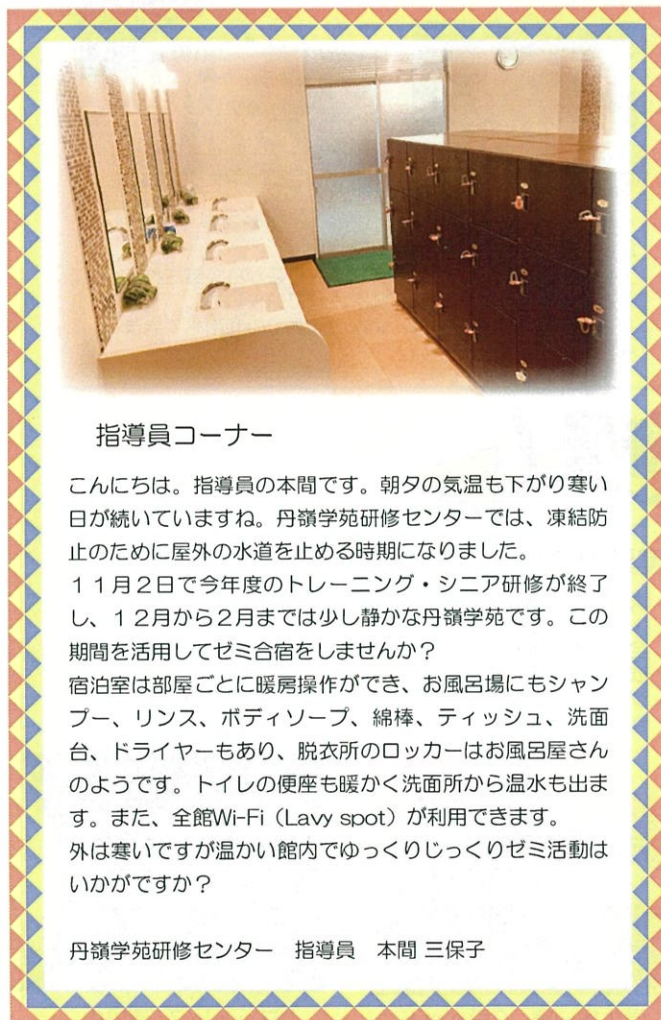 指導員コーナー
こんにちは。指導員の本間です。朝夕の気温も下がり寒い
日が続いていますね。丹嶺学苑研修センターでは、凍結防
止のために屋外の水道を止める時期になりました。
11月2日で今年度のトレーニング・シニア研修が終了
し、12月から2月までは少し静かな丹嶺学苑です。この
期間を活用してゼミ合宿をしませんか?
宿泊室は部屋ごとに暖房操作ができ、お風呂場にもシャン
プー、リンス、ボディソープ、綿棒、ティッシュ、洗面
台、ドライヤーもあり、脱衣所のロッカーはお風呂屋さん
のようです。トイレの便座も暖かく洗面所から温水も出ま
す。また、全館Wi-Fi(Lavy spot)が利用できます。
外は寒いですが温かい館内でゆっくりじっくりゼミ活動は
いかがですか?
丹嶺学苑研修センター 指導員 本間 三保子